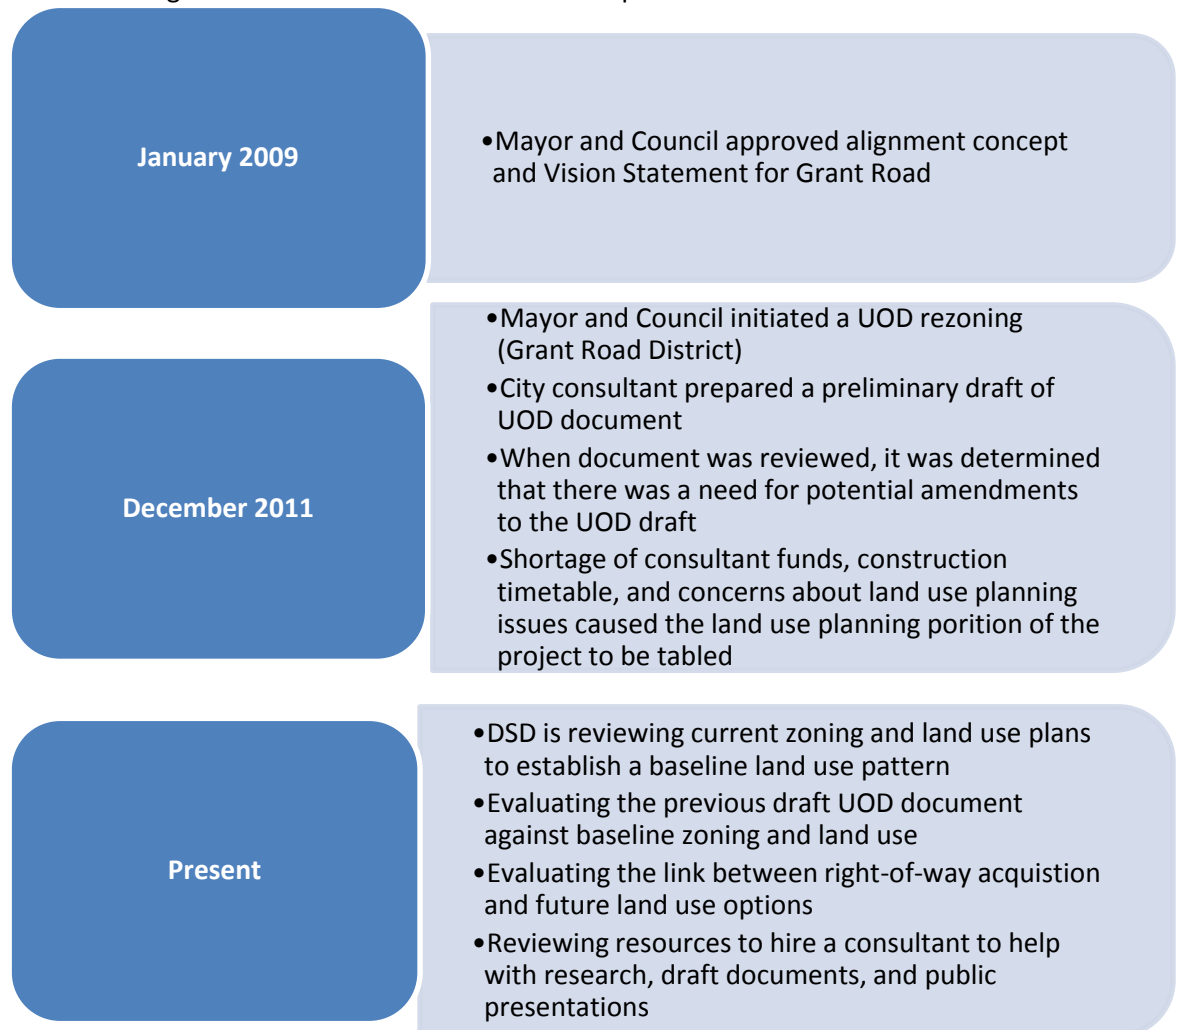 January 2009
•Mayor and Council approved alignment concept
and Vision Statement for Grant Road
December 2011
•Mayor and Council initiated a UOD rezoning
(Grant Road District)
•City consultant prepared a preliminary draft of
UOD document
•When document was reviewed, it was determined
that there was a need for potential amendments
to the UOD draft
•Shortage of consultant funds, construction
timetable, and concerns about land use planning
issues caused the land use planning porition of the
project to be tabled
Present
•DSD is reviewing current zoning and land use plans
to establish a baseline land use pattern
•Evaluating the previous draft UOD document
against baseline zoning and land use
•Evaluating the link between right-of-way acquistion
and future land use options
•Reviewing resources to hire a consultant to help
with research, draft documents, and public
presentations